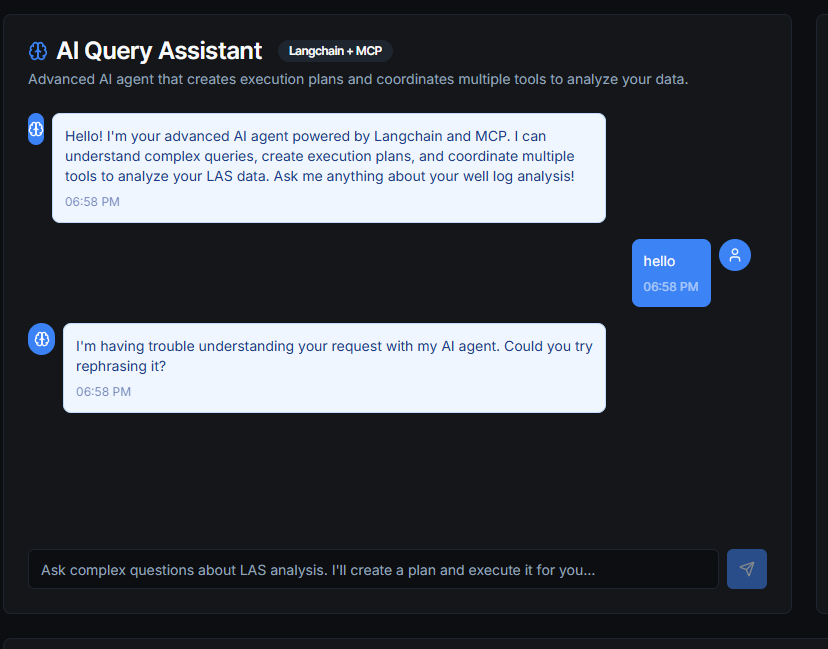 AI Query Assistant Langchain + MCP
Advanced AI agent that creates execution plans and coordinates multiple tools to analyze your data.
Hello! I'm your advanced AI agent powered by Langchain and MCP. I can
understand complex queries, create execution plans, and coordinate multiple
tools to analyze your LAS data. Ask me anything about your well log analysis!
06:58 PM
hello
06:58 PM
I'm having trouble understanding your request with my AI agent. Could you try
rephrasing it?
06:58 PM
Ask complex questions about LAS analysis. I'll create a plan and execute it for you...